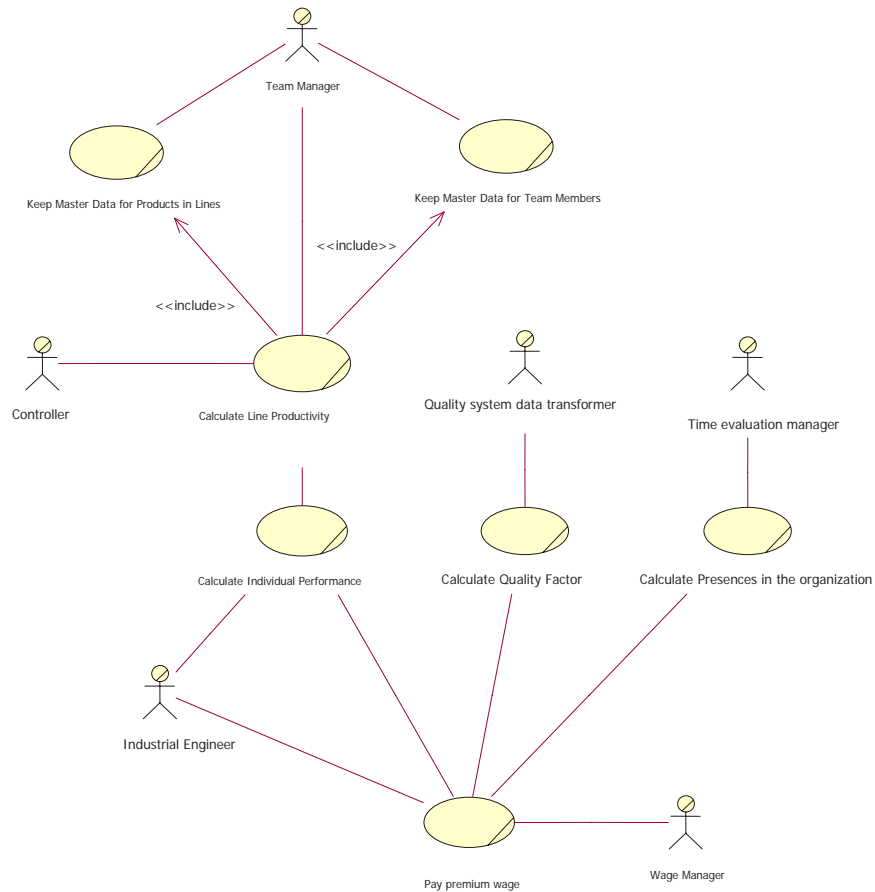 Team Manager
Keep Master Data for Products in Lines
Keep Master Data for Team Members
<<include>>
<<include>>
Controller
Calculate Line Productivity
Quality system data transformer
Time evaluation manager
Calculate Individual Performance
Calculate Quality Factor
Calculate Presences in the organization
Industrial Engineer
Pay premium wage
Wage Manager